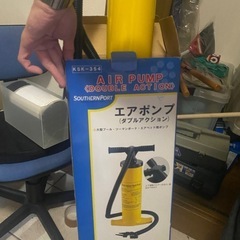 KSK-394
AIR PUMP
(DOUBLE ACTION)
SOUTHERNPORT
エアポンプ
(ダブルアクション)